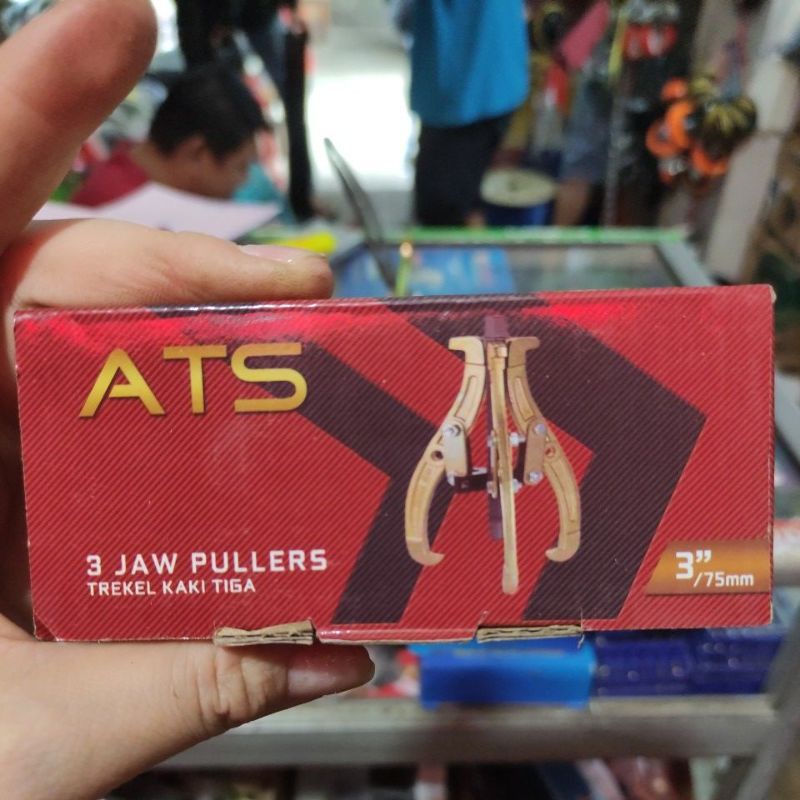 ATS
3 JAW PULLERS
TREKEL KAKI TIGA
3”/75mm